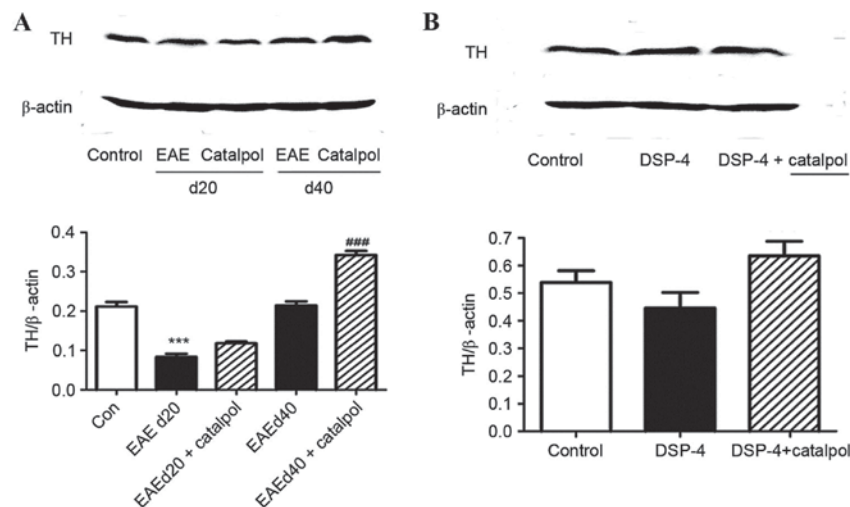 A
TH
β-actin
Control EAE Catalpol EAE Catalpol
d20 d40
TH/β -actin
0.4
0.3
0.2
0.1
0.0
***
###
Con
EAE d20
EAEd20 + catalpol
EAEd40
EAEd40 + catalpol
B
TH
β-actin
Control DSP-4 DSP-4 + catalpol
TH/β -actin
0.7
0.6
0.5
0.4
0.3
0.2
0.1
0.0
Control DSP-4 DSP-4+catalpol